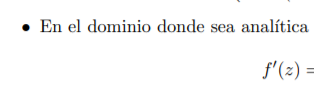 • En el dominio donde sea analítica
f′(z) =